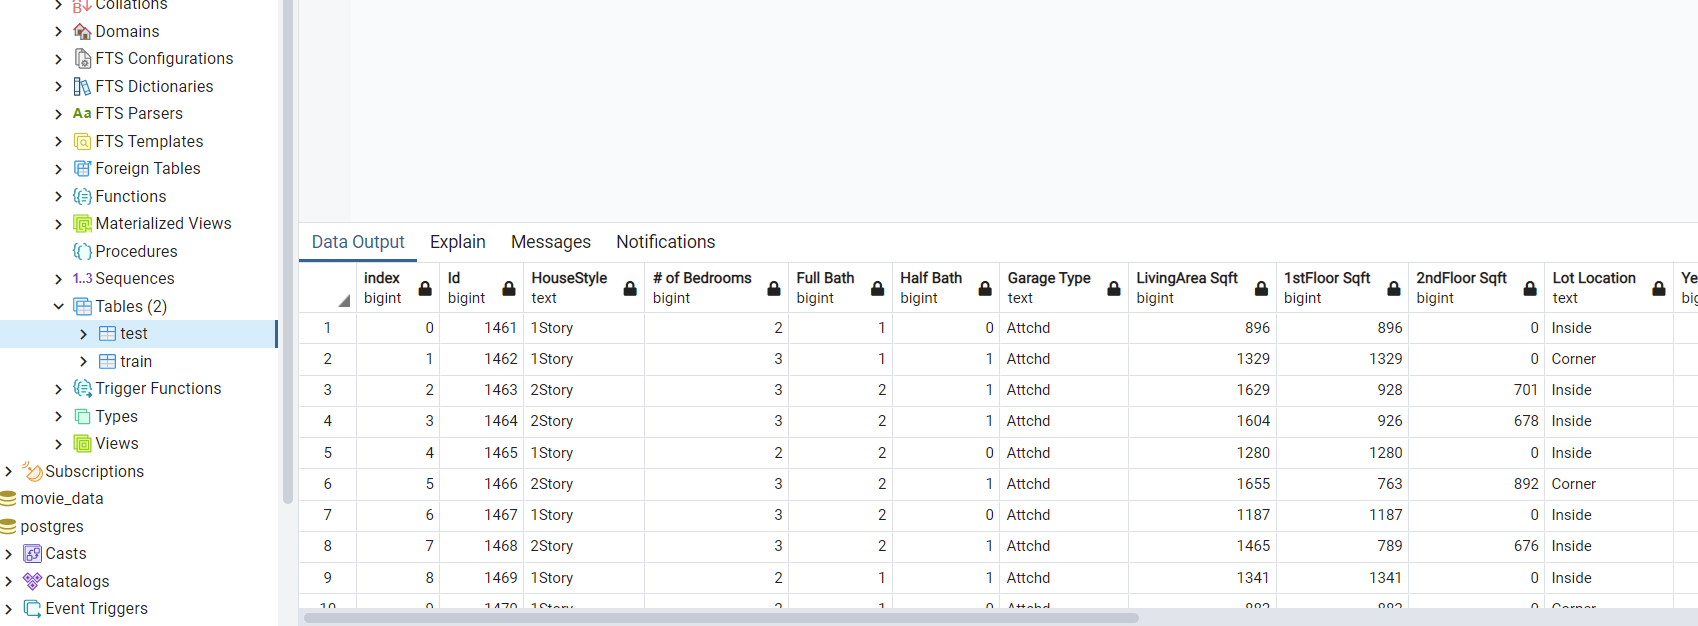 Collations
Domains
FTS Configurations
FTS Dictionaries
Aa FTS Parsers
FTS Templates
Foreign Tables
Functions
Materialized Views
Procedures
1..3 Sequences
Tables (2)
test
train
Trigger Functions
Types
Views
Subscriptions
movie_data
postgres
Casts
Catalogs
Event Triggers
Data Output Explain Messages Notifications
index Id HouseStyle # of Bedrooms Full Bath Half Bath Garage Type LivingArea Sqft 1stFloor Sqft 2ndFloor Sqft Lot Location Ye
bigint bigint text bigint bigint bigint text bigint bigint bigint text big
1 0 1461 1Story 2 1 0 Attchd 896 896 0 Inside
2 1 1462 1Story 3 1 1 Attchd 1329 1329 0 Corner
3 2 1463 2Story 3 2 1 Attchd 1629 928 701 Inside
4 3 1464 2Story 3 2 1 Attchd 1604 926 678 Inside
5 4 1465 1Story 2 2 0 Attchd 1280 1280 0 Inside
6 5 1466 2Story 3 2 1 Attchd 1655 763 892 Corner
7 6 1467 1Story 3 2 0 Attchd 1187 1187 0 Inside
8 7 1468 2Story 3 2 1 Attchd 1465 789 676 Inside
9 8 1469 1Story 2 1 1 Attchd 1341 1341 0 Inside
10 9 1470 1Story 2 1 0 Attchd 882 882 0 Corner